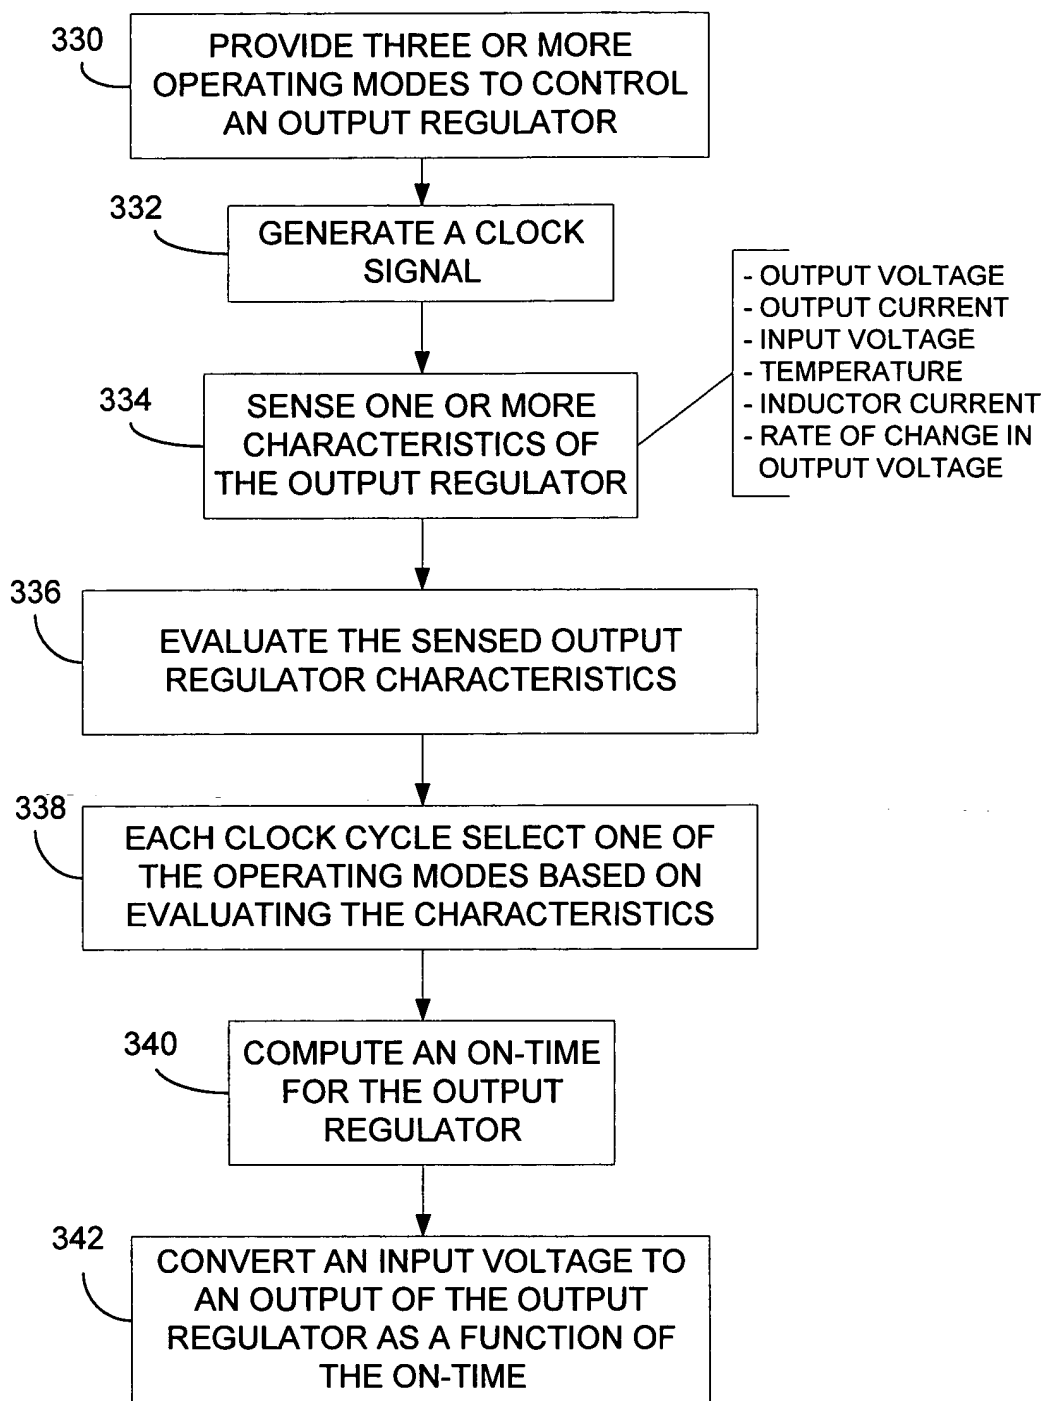 330
PROVIDE THREE OR MORE
OPERATING MODES TO CONTROL
AN OUTPUT REGULATOR
332
GENERATE A CLOCK
SIGNAL
334
SENSE ONE OR MORE
CHARACTERISTICS OF
THE OUTPUT REGULATOR
- OUTPUT VOLTAGE
- OUTPUT CURRENT
- INPUT VOLTAGE
- TEMPERATURE
- INDUCTOR CURRENT
- RATE OF CHANGE IN
OUTPUT VOLTAGE
336
EVALUATE THE SENSED OUTPUT
REGULATOR CHARACTERISTICS
338
EACH CLOCK CYCLE SELECT ONE OF
THE OPERATING MODES BASED ON
EVALUATING THE CHARACTERISTICS
340
COMPUTE AN ON-TIME
FOR THE OUTPUT
REGULATOR
342
CONVERT AN INPUT VOLTAGE TO
AN OUTPUT OF THE OUTPUT
REGULATOR AS A FUNCTION OF
THE ON-TIME